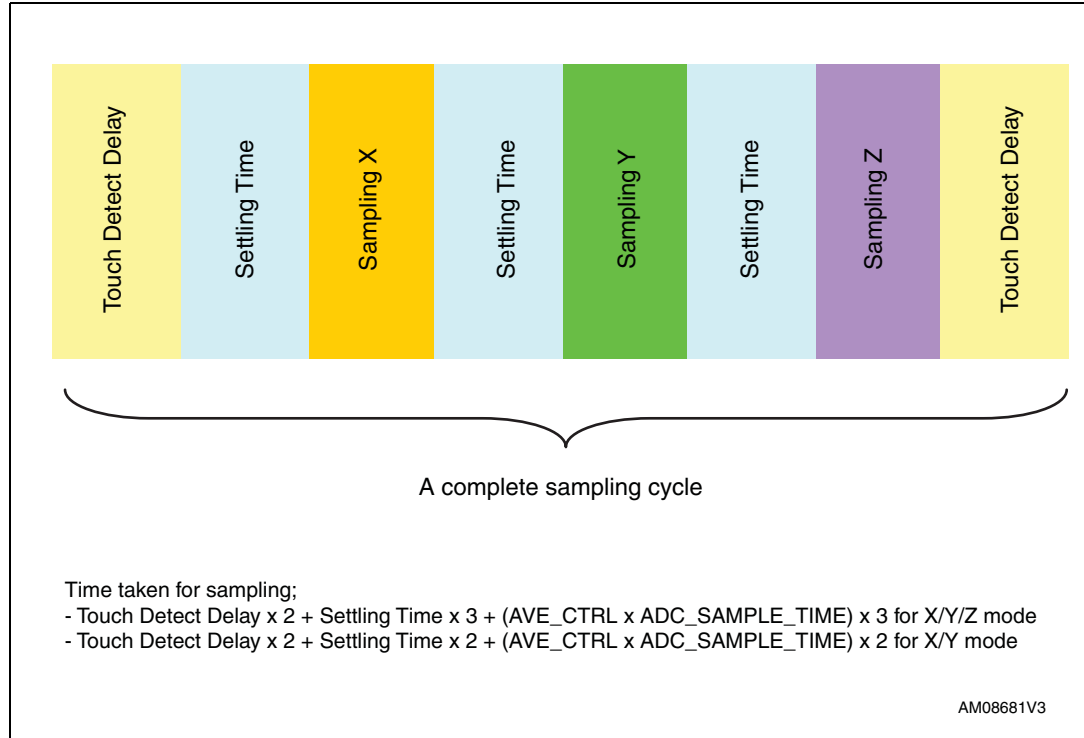 Touch Detect Delay
Settling Time
Sampling X
Settling Time
Sampling Y
Settling Time
Sampling Z
Touch Detect Delay
A complete sampling cycle
Time taken for sampling;
- Touch Detect Delay x 2 + Settling Time x 3 + (AVE_CTRL x ADC_SAMPLE_TIME) x 3 for X/Y/Z mode
- Touch Detect Delay x 2 + Settling Time x 2 + (AVE_CTRL x ADC_SAMPLE_TIME) x 2 for X/Y mode
AM08681V3